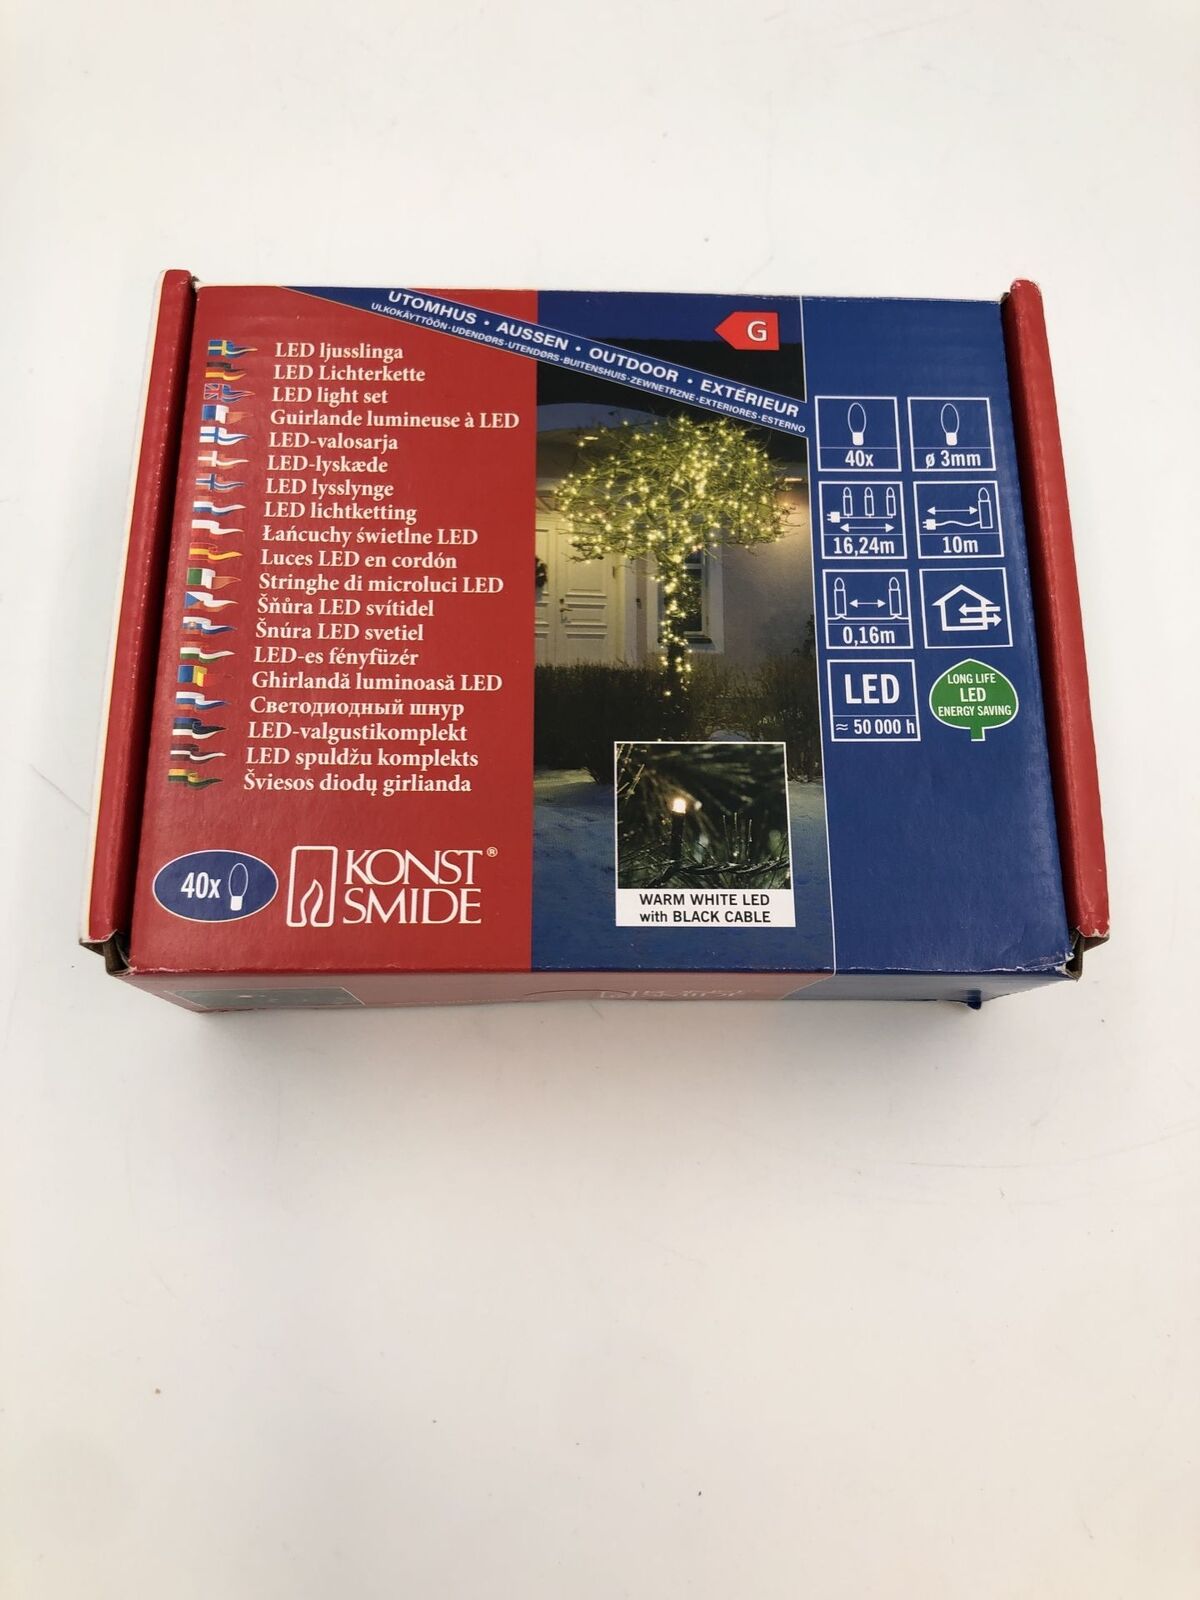 UTOMHUS · AUSSEN · OUTDOOR · EXTÉRIEUR
ULKOKÄYTTÖÖN·UDENDØRS·UTENDØRS·BUITENSHUIS·ZEWNETRZNE·EXTERIORES·ESTERNO
G
LED ljusslinga
LED Lichterkette
LED light set
Guirlande lumineuse à LED
LED-valosarja
LED-lyskæde
LED lysslynge
LED lichtketting
Łańcuchy świetlne LED
Luces LED en cordón
Stringhe di microluci LED
Šňůra LED svítidel
Šnúra LED svetiel
LED-es fényfüzér
Ghirlandă luminoasă LED
Светодиодный шнур
LED-valgustikomplekt
LED spuldžu komplekts
Šviesos diodų girlianda
40x
KONST®
SMIDE
WARM WHITE LED
with BLACK CABLE
40x
ø 3mm
16,24m
10m
0,16m
LED
≈ 50 000 h
LONG LIFE
LED
ENERGY SAVING